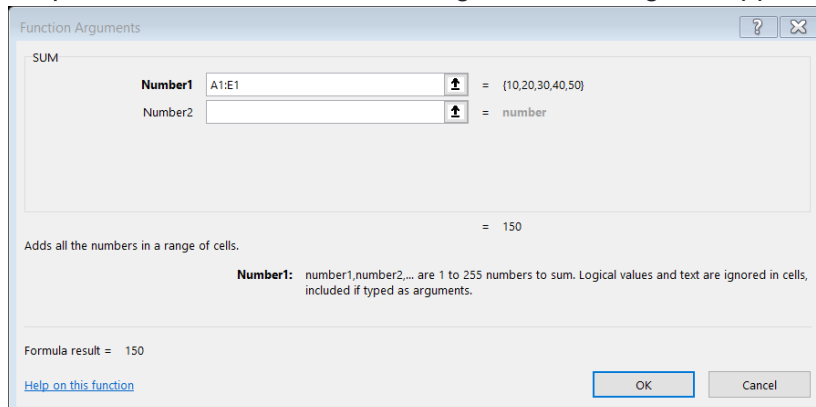 Function Arguments
? 
SUM
Number1 A1:E1 = {10,20,30,40,50}
Number2 = number
= 150
Adds all the numbers in a range of cells.
Number1: number1,number2,... are 1 to 255 numbers to sum. Logical values and text are ignored in cells,
included if typed as arguments.
Formula result = 150
Help on this function
OK Cancel